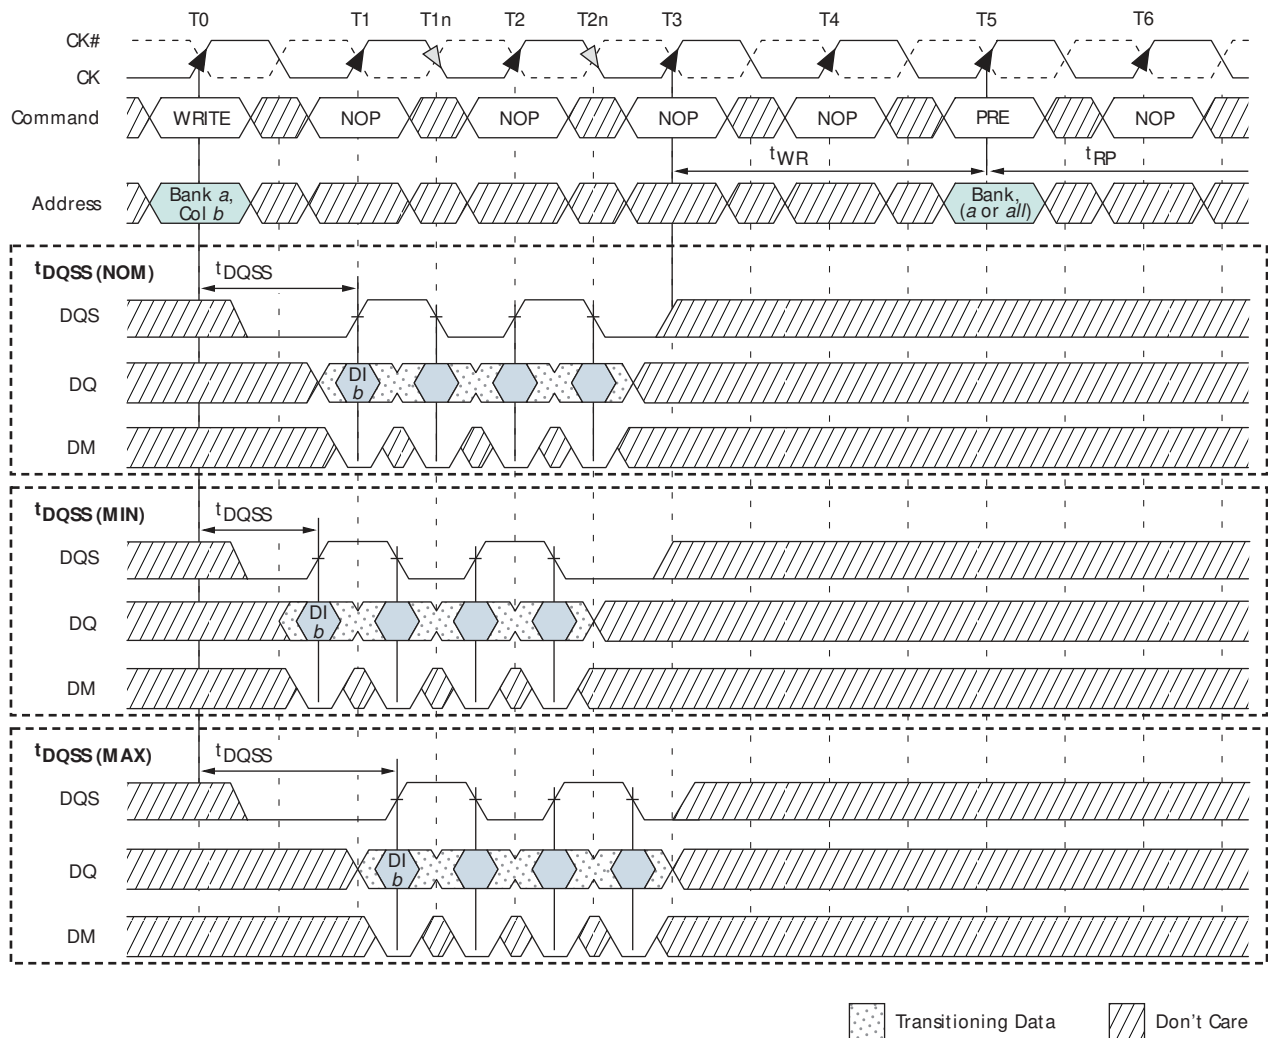 T0 T1 T1n T2 T2n T3 T4 T5 T6
CK#
CK
Command WRITE NOP NOP NOP NOP PRE NOP
tWR tRP
Address Bank a, Col b Bank, (a or all)
tDQSS (NOM) tDQSS
DQS
DQ DI b
DM
tDQSS (MIN) tDQSS
DQS
DQ DI b
DM
tDQSS (MAX) tDQSS
DQS
DQ DI b
DM
Transitioning Data Don't Care